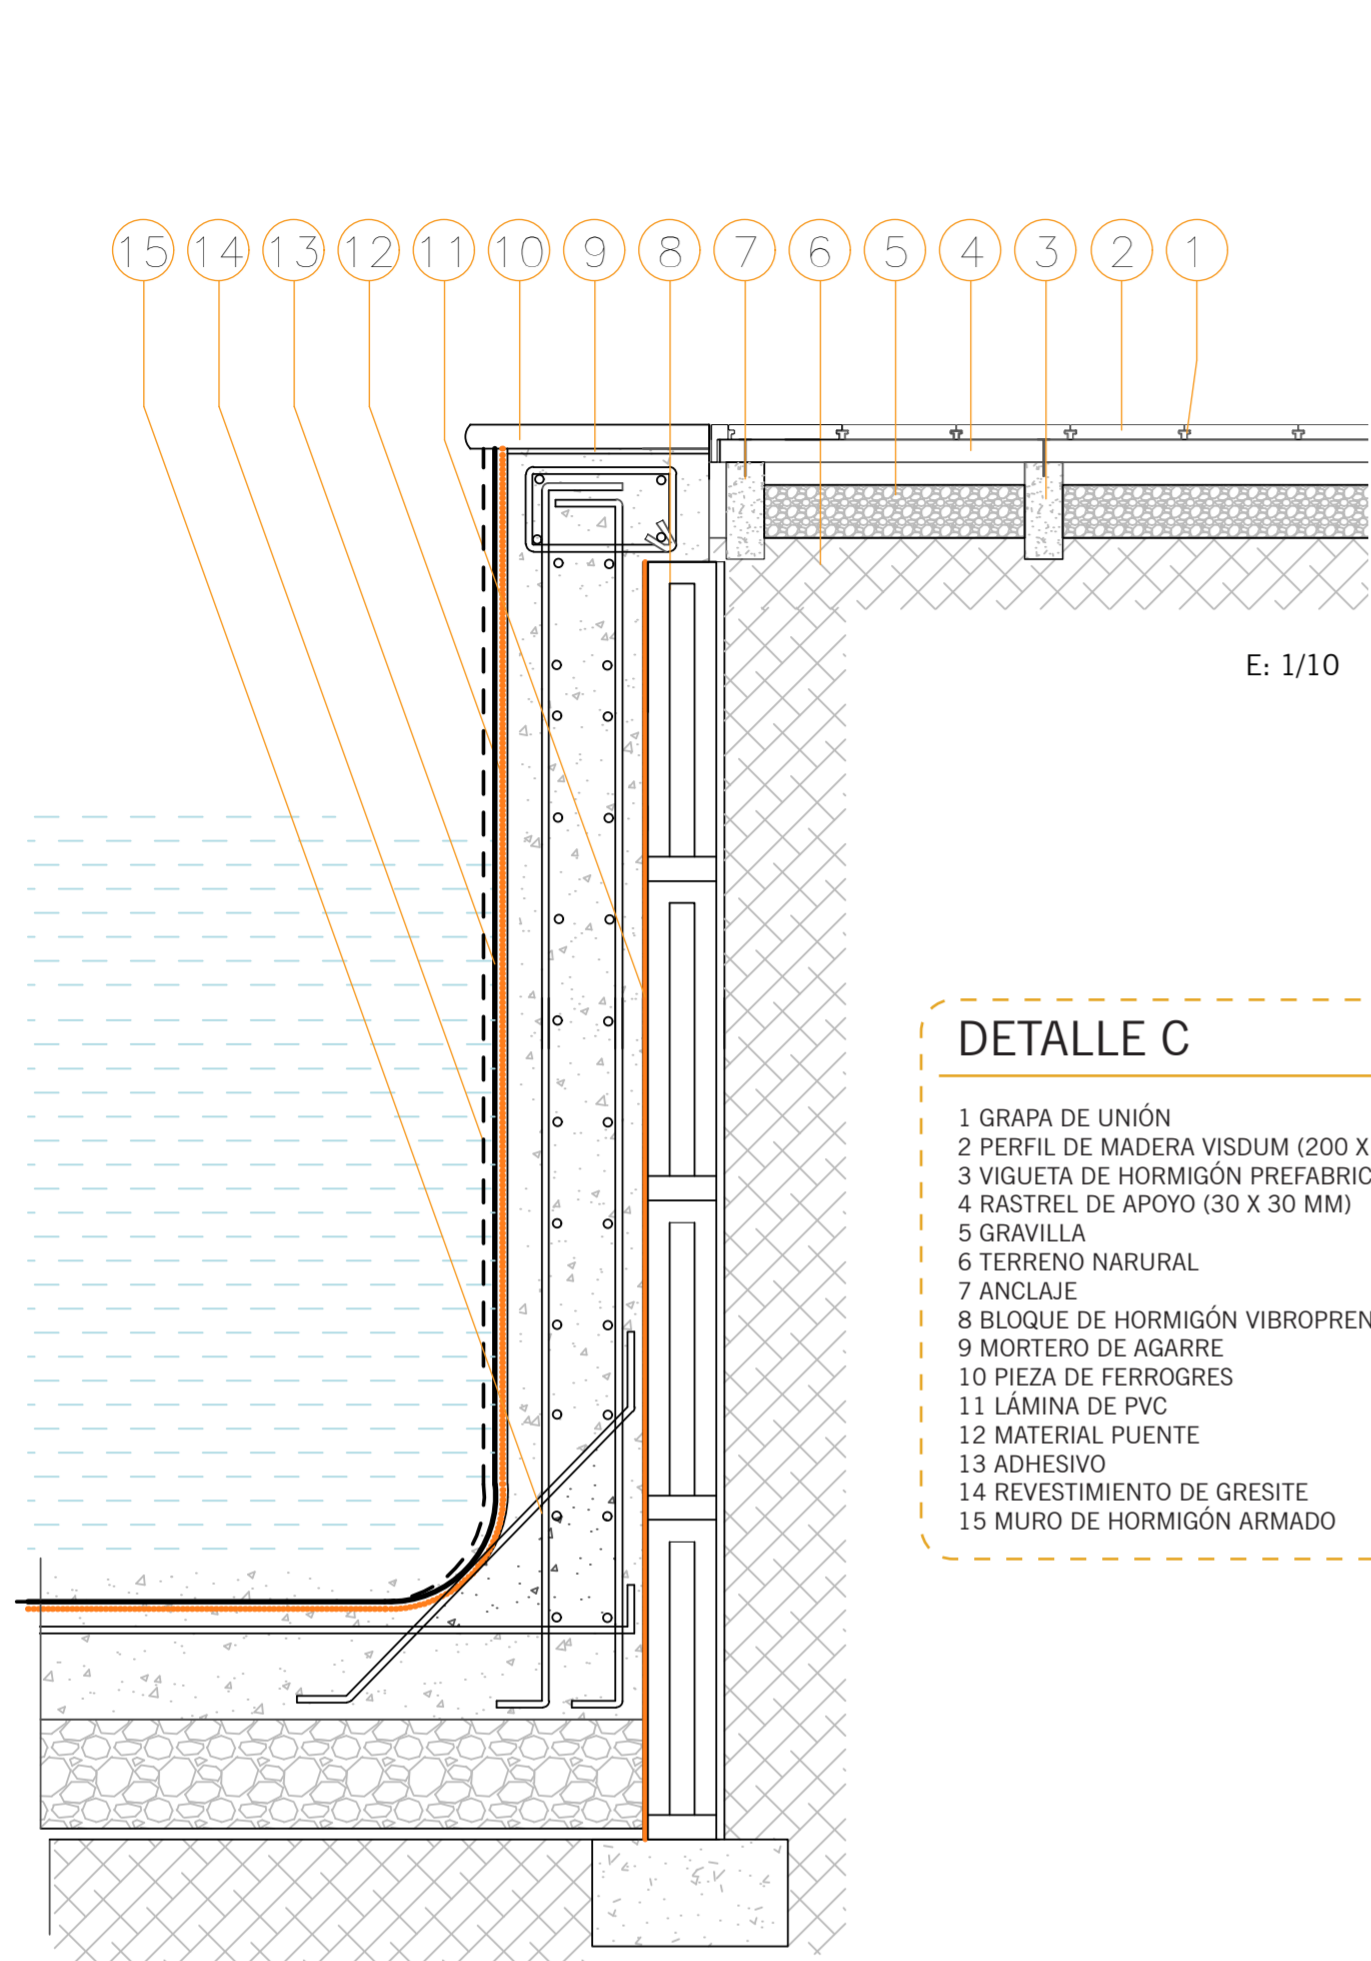 15 14 13 12 11 10 9 8 7 6 5 4 3 2 1
E: 1/10
DETALLE C
1 GRAPA DE UNIÓN
2 PERFIL DE MADERA VISDUM (200 X
3 VIGUETA DE HORMIGÓN PREFABRIC
4 RASTREL DE APOYO (30 X 30 MM)
5 GRAVILLA
6 TERRENO NARURAL
7 ANCLAJE
8 BLOQUE DE HORMIGÓN VIBROPREN
9 MORTERO DE AGARRE
10 PIEZA DE FERROGRES
11 LÁMINA DE PVC
12 MATERIAL PUENTE
13 ADHESIVO
14 REVESTIMIENTO DE GRESITE
15 MURO DE HORMIGÓN ARMADO